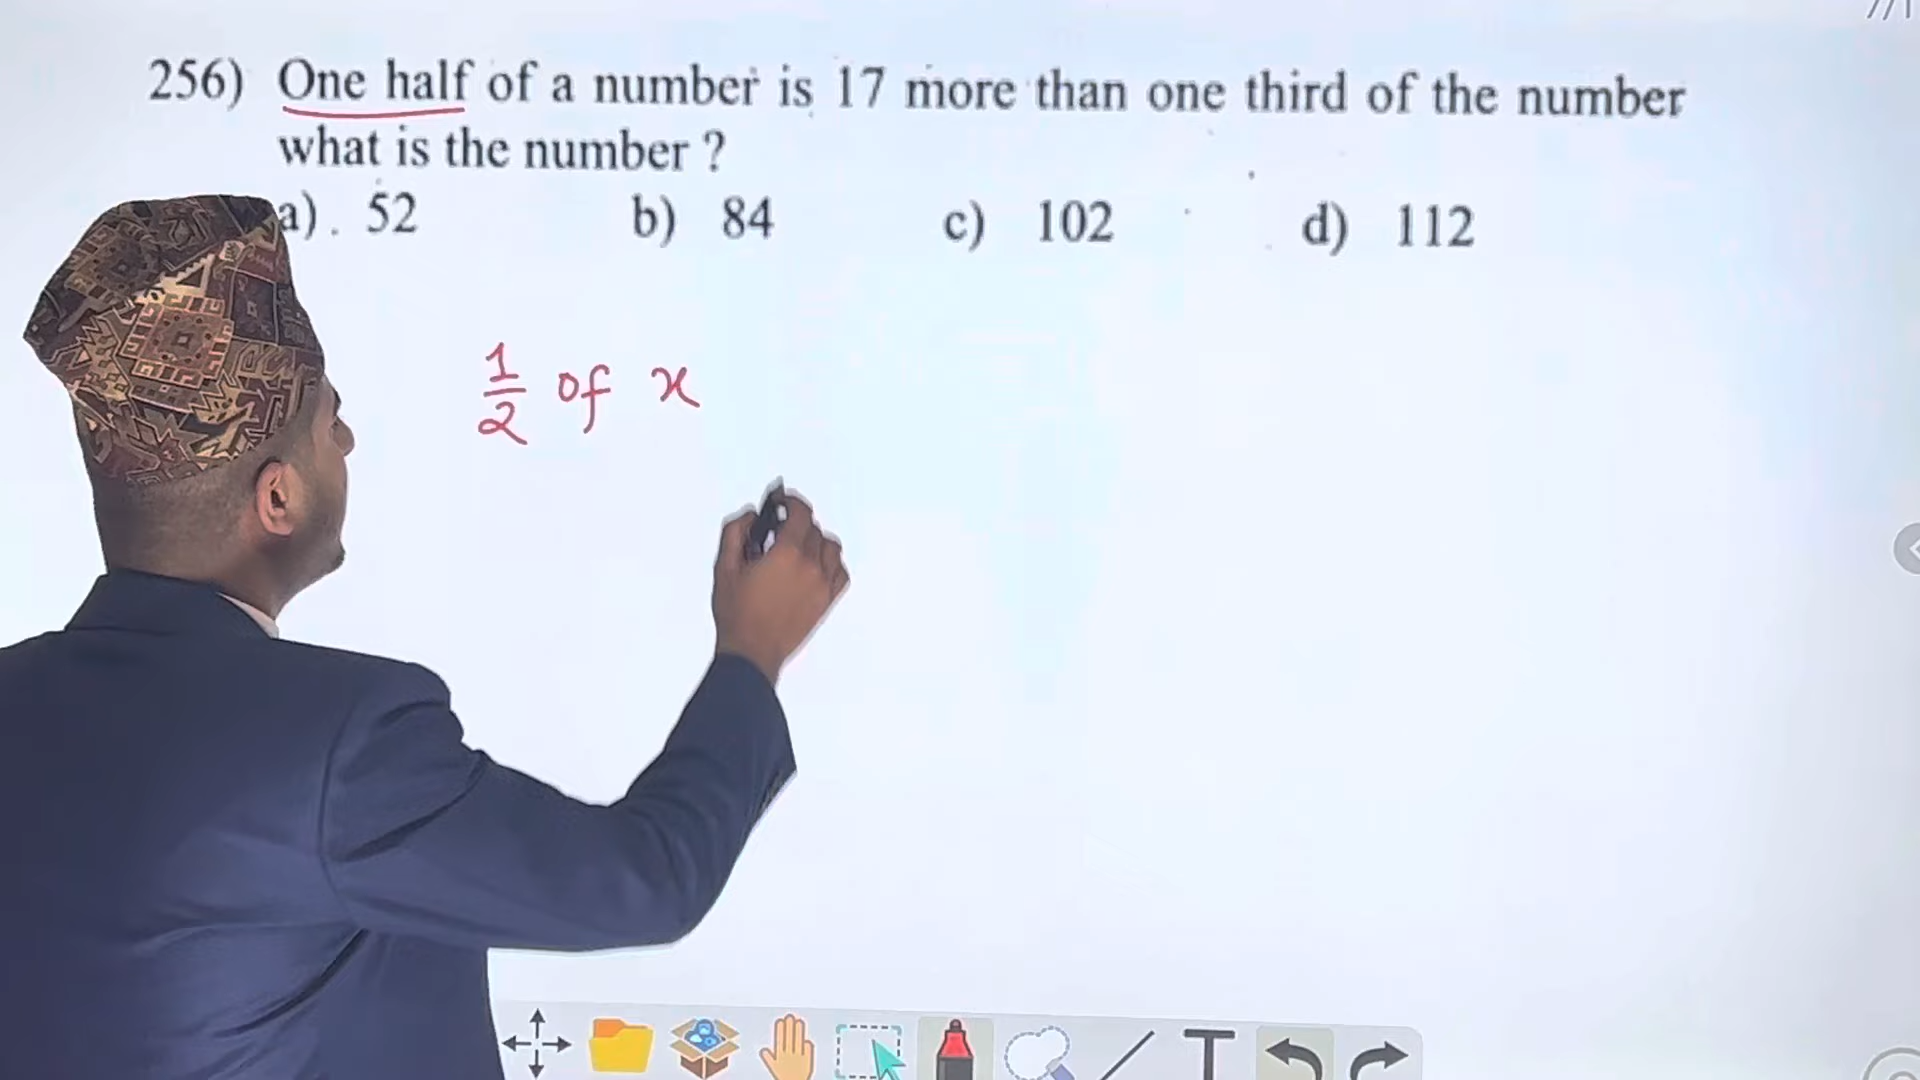 256) One half of a number is 17 more than one third of the number
what is the number ?
a) . 52 b) 84 c) 102 d) 112
1/2 of x
T